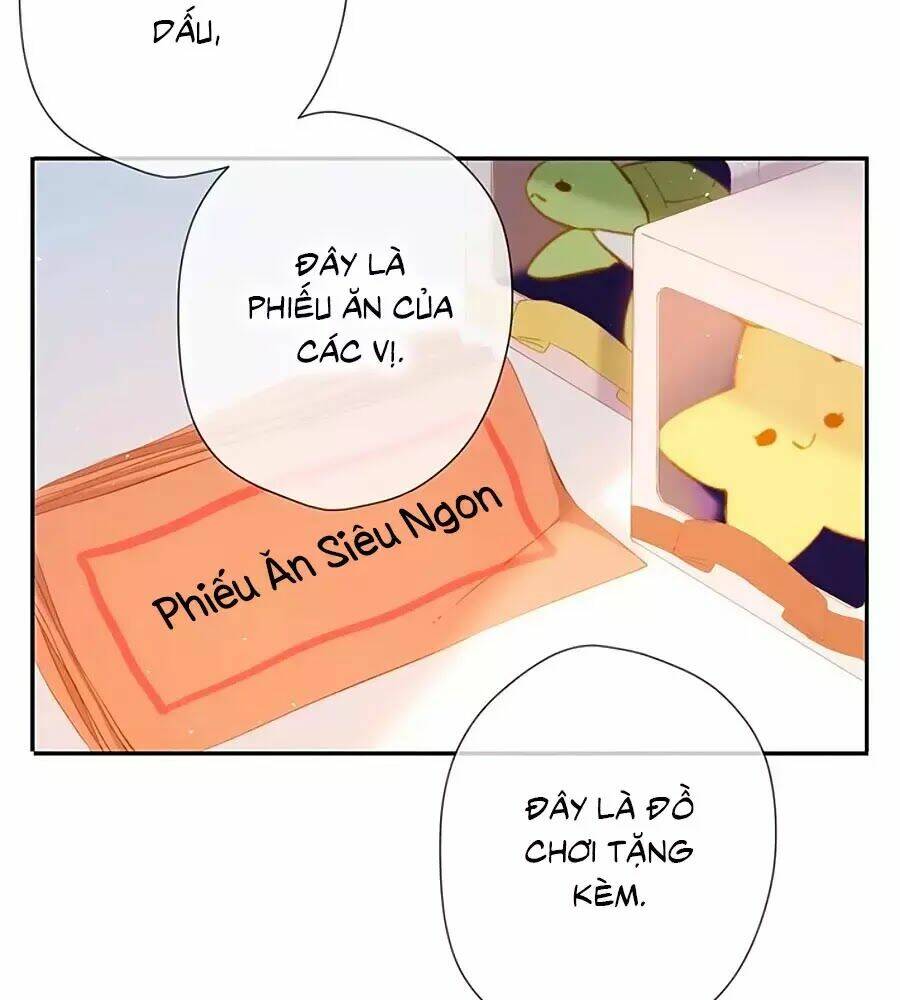 DẤU,
ĐÂY LÀ
PHIẾU ĂN CỦA
CÁC VỊ.
Phiếu Ăn Siêu Ngon
ĐÂY LÀ ĐỒ
CHƠI TẶNG
KÈM.